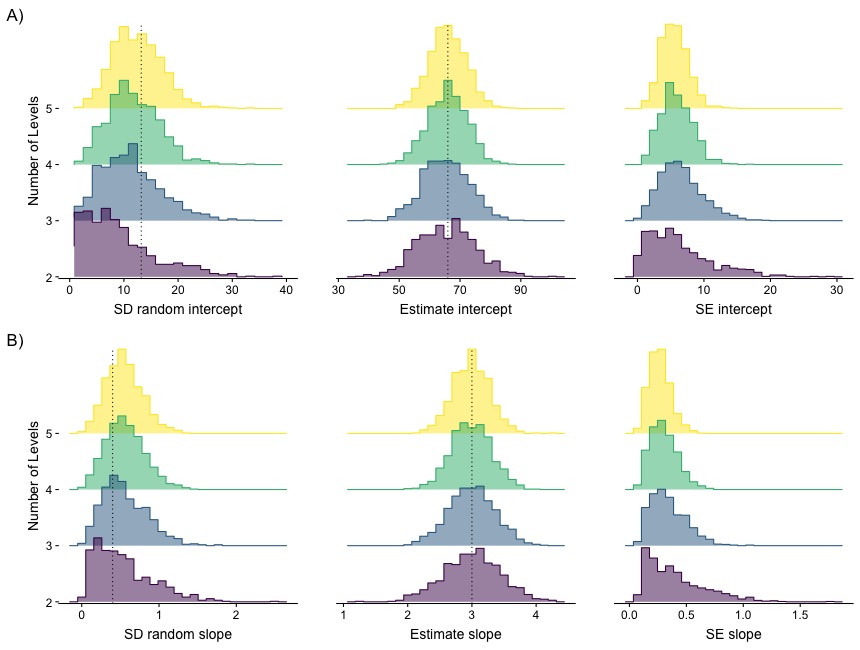 A)
Number of Levels
5
4
3
2
0 10 20 30 40
SD random intercept
30 50 70 90
Estimate intercept
0 10 20 30
SE intercept
B)
Number of Levels
5
4
3
2
0 1 2
SD random slope
1 2 3 4
Estimate slope
0.0 0.5 1.0 1.5
SE slope